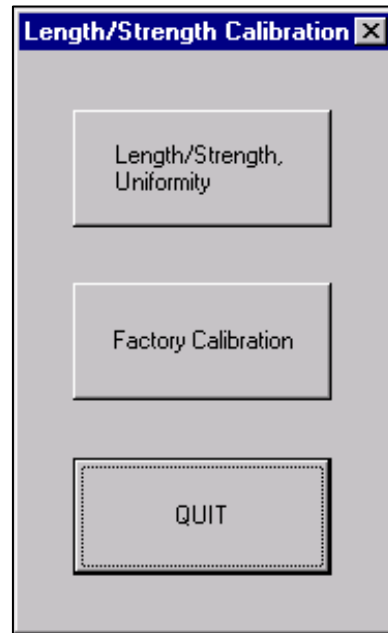 Length/Strength Calibration
Length/Strength,
Uniformity
Factory Calibration
QUIT